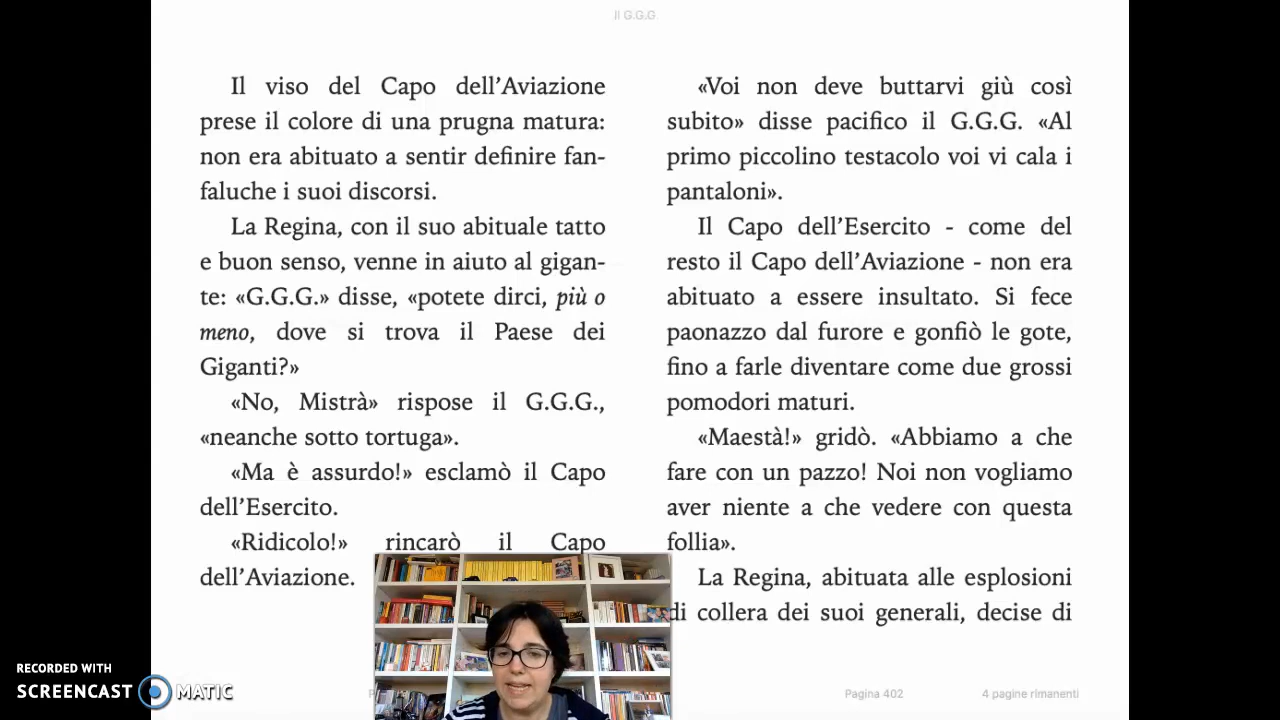 Il G.G.G.
Il viso del Capo dell'Aviazione
prese il colore di una prugna matura:
non era abituato a sentir definire fan-
faluche i suoi discorsi.
La Regina, con il suo abituale tatto
e buon senso, venne in aiuto al gigan-
te: «G.G.G.» disse, «potete dirci, più o
meno, dove si trova il Paese dei
Giganti?»
«No, Mistrà» rispose il G.G.G.,
«neanche sotto tortuga».
«Ma è assurdo!» esclamò il Capo
dell'Esercito.
«Ridicolo!» rincarò il Capo
dell'Aviazione.
«Voi non deve buttarvi giù così
subito» disse pacifico il G.G.G. «Al
primo piccolino testacolo voi vi cala i
pantaloni».
Il Capo dell'Esercito - come del
resto il Capo dell'Aviazione - non era
abituato a essere insultato. Si fece
paonazzo dal furore e gonfiò le gote,
fino a farle diventare come due grossi
pomodori maturi.
«Maestà!» gridò. «Abbiamo a che
fare con un pazzo! Noi non vogliamo
aver niente a che vedere con questa
follia».
La Regina, abituata alle esplosioni
di collera dei suoi generali, decise di
Pagina 402
4 pagine rimanenti
RECORDED WITH
SCREENCAST MATIC